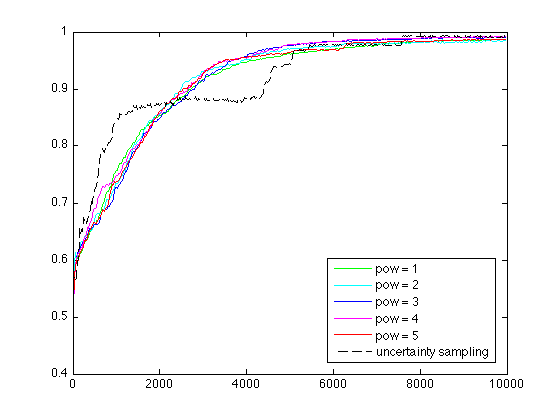 1
0.9
0.8
0.7
0.6
0.5
0.4
0 2000 4000 6000 8000 10000
pow = 1
pow = 2
pow = 3
pow = 4
pow = 5
uncertainty sampling